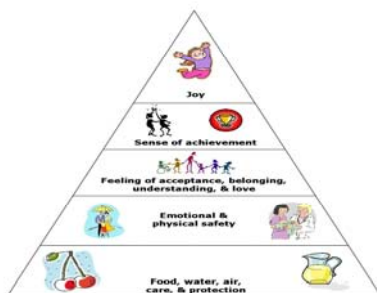 Joy
Sense of achievement
Feeling of acceptance, belonging,
understanding, & love
Emotional &
physical safety
Food, water, air,
care, & protection